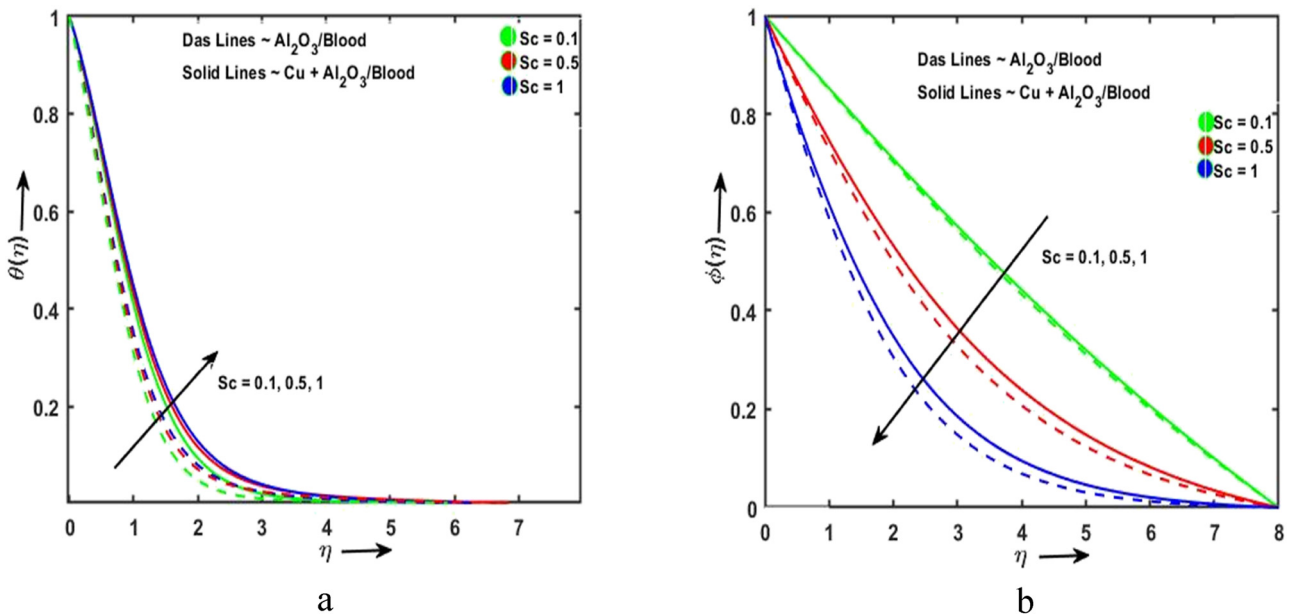 1
0.8
0.6
0.4
0.2
0
1
2
3
4
5
6
7
θ(η)
η
Das Lines ~ Al₂O₃/Blood
Solid Lines ~ Cu + Al₂O₃/Blood
Sc = 0.1
Sc = 0.5
Sc = 1
Sc = 0.1, 0.5, 1
a
1
0.8
0.6
0.4
0.2
0
0
1
2
3
4
5
6
7
8
ϕ(η)
η
Das Lines ~ Al₂O₃/Blood
Solid Lines ~ Cu + Al₂O₃/Blood
Sc = 0.1
Sc = 0.5
Sc = 1
Sc = 0.1, 0.5, 1
b